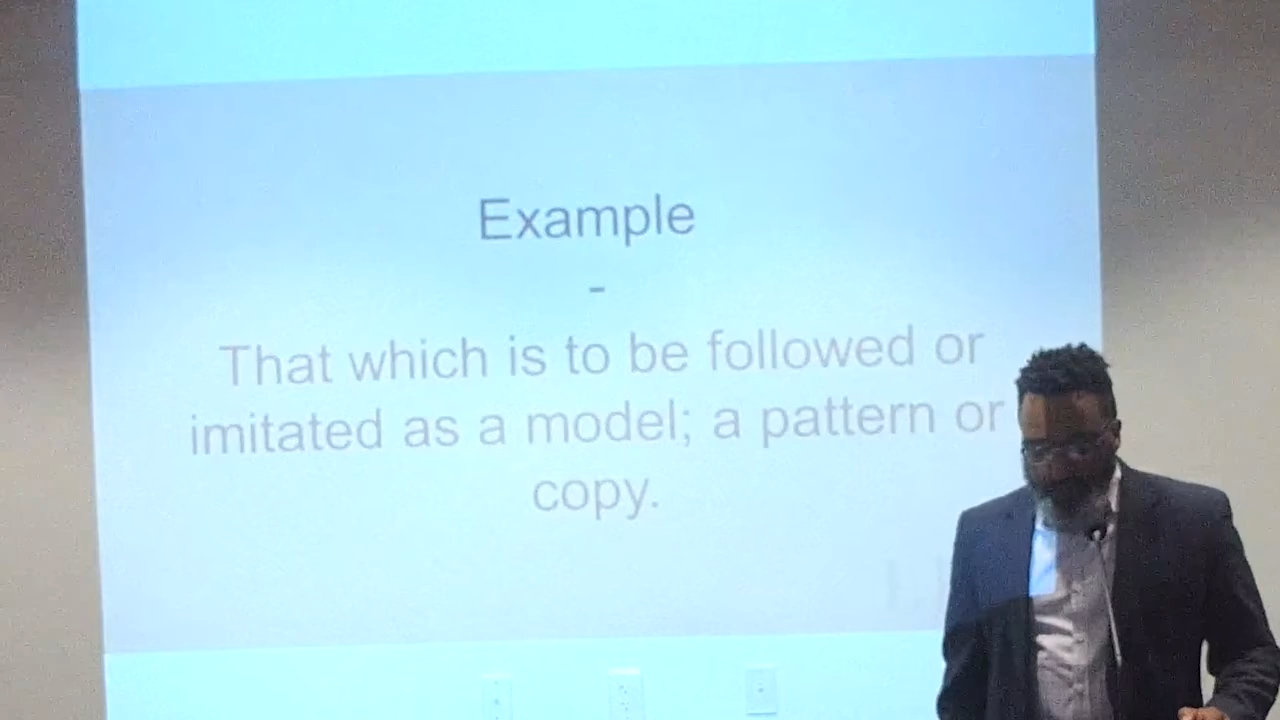 Example
-
That which is to be followed or
imitated as a model; a pattern or
copy.